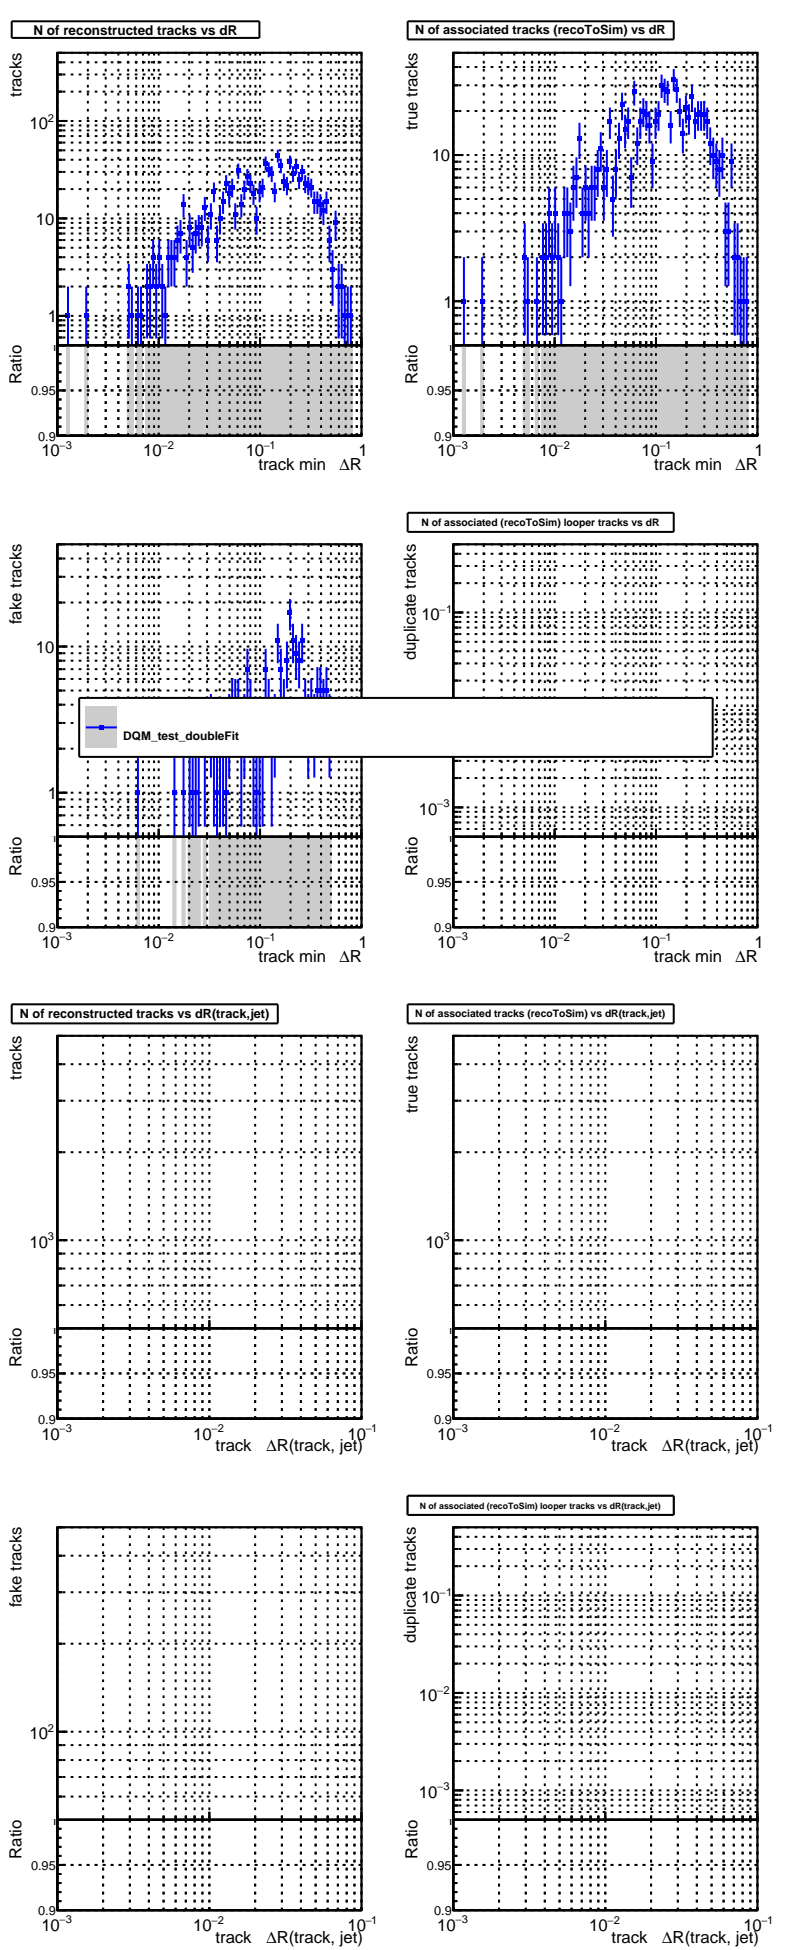 N of reconstructed tracks vs dR
tracks
10²
10
1
Ratio
0.95
0.9
10⁻³
10⁻²
10⁻¹
1
track min ΔR
N of associated tracks (recoToSim) vs dR
true tracks
10
1
Ratio
0.95
0.9
10⁻³
10⁻²
10⁻¹
1
track min ΔR
fake tracks
10
1
Ratio
0.95
0.9
10⁻³
10⁻²
10⁻¹
1
track min ΔR
N of associated (recoToSim) looper tracks vs dR
duplicate tracks
10⁻¹
10⁻³
Ratio
0.95
0.9
10⁻³
10⁻²
10⁻¹
1
track min ΔR
DQM_test_doubleFit
N of reconstructed tracks vs dR(track,jet)
tracks
10³
Ratio
0.95
0.9
10⁻³
10⁻²
10⁻¹
track ΔR(track, jet)
N of associated tracks (recoToSim) vs dR(track,jet)
true tracks
10³
Ratio
0.95
0.9
10⁻³
10⁻²
10⁻¹
track ΔR(track, jet)
fake tracks
10²
Ratio
0.95
0.9
10⁻³
10⁻²
10⁻¹
track ΔR(track, jet)
N of associated (recoToSim) looper tracks vs dR(track,jet)
duplicate tracks
10⁻¹
10⁻²
10⁻³
Ratio
0.95
0.9
10⁻³
10⁻²
10⁻¹
track ΔR(track, jet)